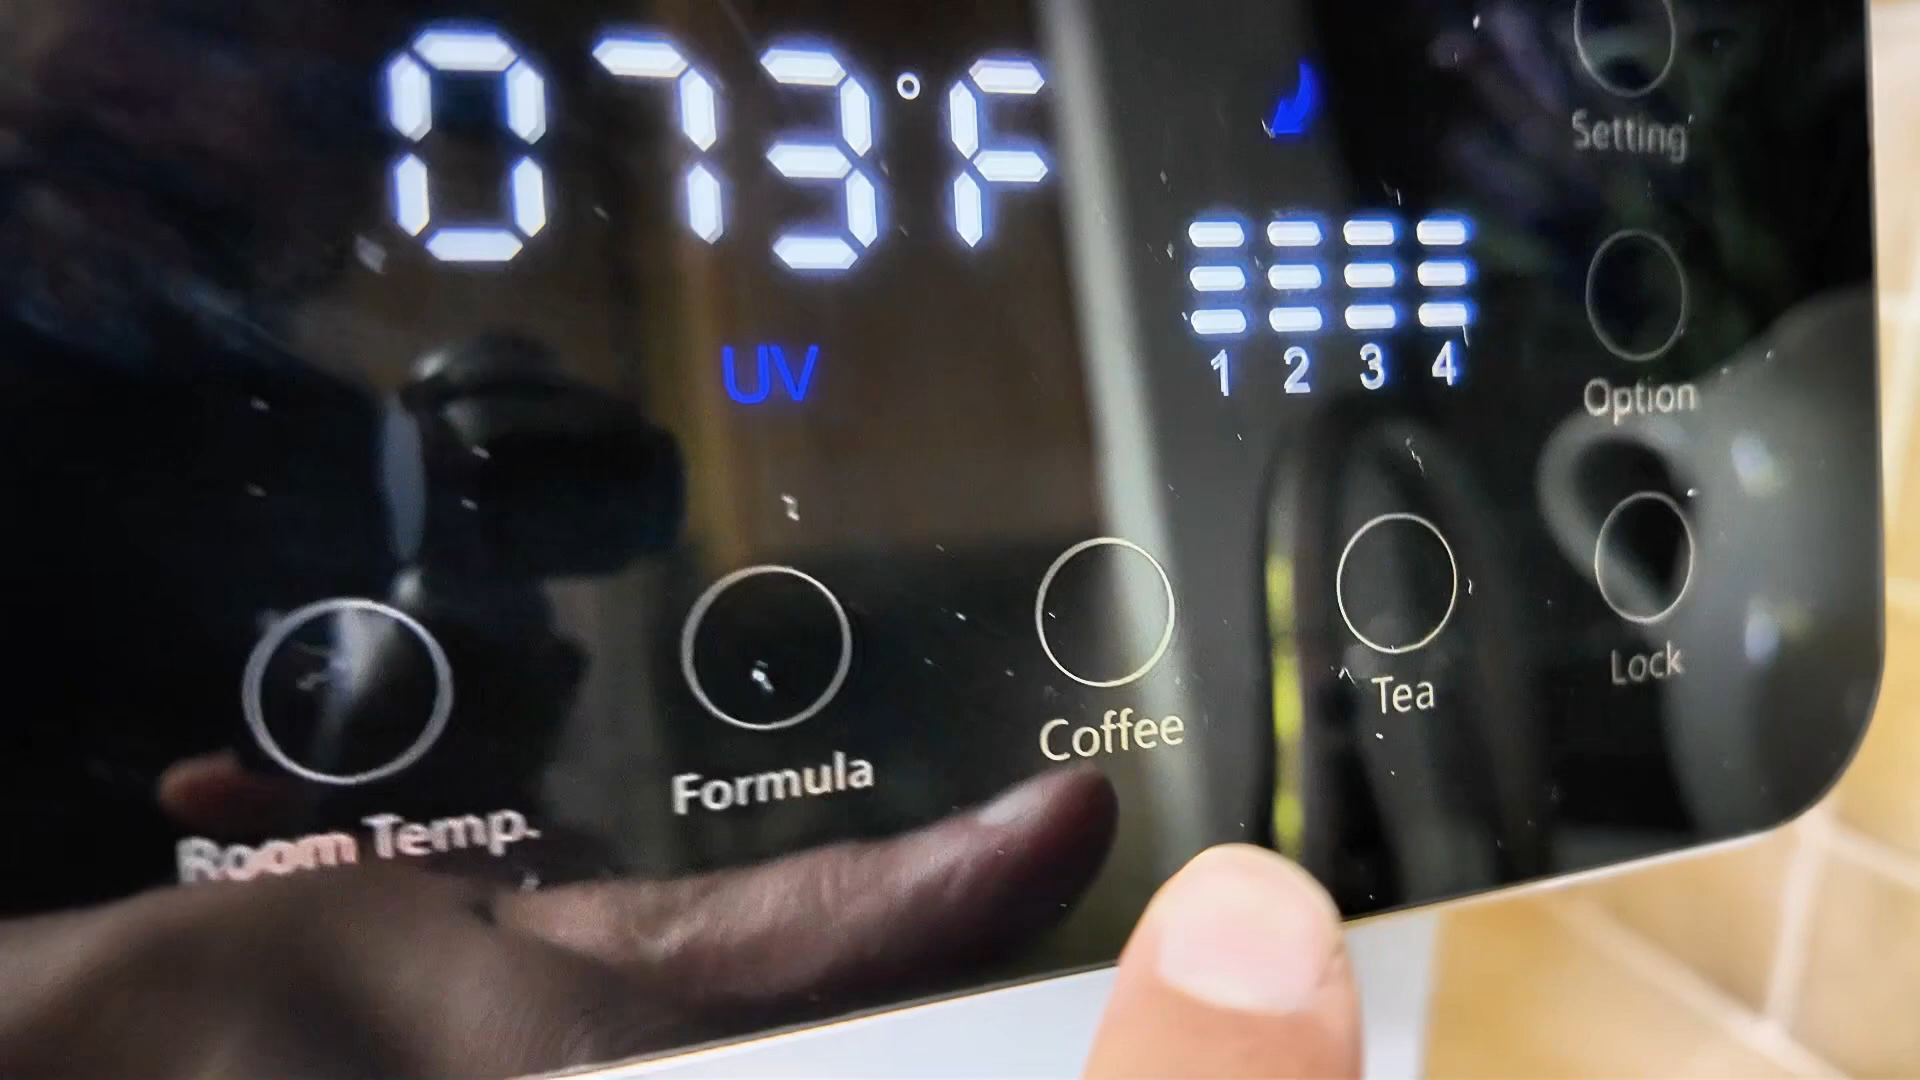 073°F
Setting
UV
1 2 3 4
Option
Room Temp.
Formula
Coffee
Tea
Lock